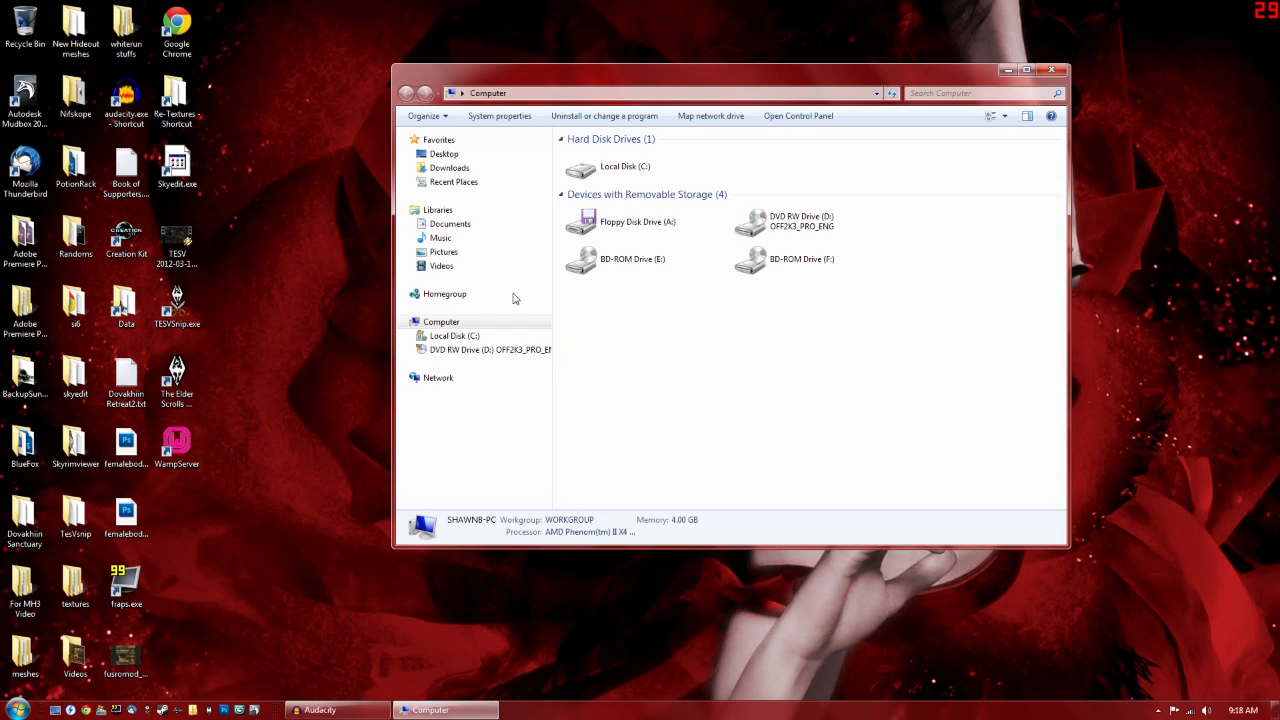 29
Recycle Bin
New Hideout meshes
whiterun stuffs
Google Chrome
Autodesk Mudbox 20...
Nifskope
audacity.exe - Shortcut
Re-Textures - Shortcut
Mozilla Thunderbird
PotionRack
Book of Supporters....
Skyedit.exe
Adobe Premiere P...
Randoms
CREATION
Creation Kit
TESV 2012-03-1...
Adobe Premiere P...
si6
Data
TESVSnip.exe
BackupSun...
skyedit
Dovakhiin Retreat2.txt
The Elder Scrolls ...
BlueFox
Skyrimviewer
Ps
femalebod...
WampServer
Dovakhiin Sanctuary
TesVsnip
Ps
femalebod...
For MH3 Video
textures
99
fraps.exe
meshes
Videos
fusromod_...
Computer
Search Computer
Organize
System properties
Uninstall or change a program
Map network drive
Open Control Panel
Favorites
Desktop
Downloads
Recent Places
Libraries
Documents
Music
Pictures
Videos
Homegroup
Computer
Local Disk (C:)
DVD RW Drive (D:) OFF2K3_PRO_EN
Network
Hard Disk Drives (1)
Local Disk (C:)
Devices with Removable Storage (4)
Floppy Disk Drive (A:)
DVD RW Drive (D:)
OFF2K3_PRO_ENG
BD-ROM Drive (E:)
BD-ROM Drive (F:)
SHAWNB-PC Workgroup: WORKGROUP Memory: 4.00 GB
Processor: AMD Phenom(tm) II X4 ...
Audacity
Computer
9:18 AM